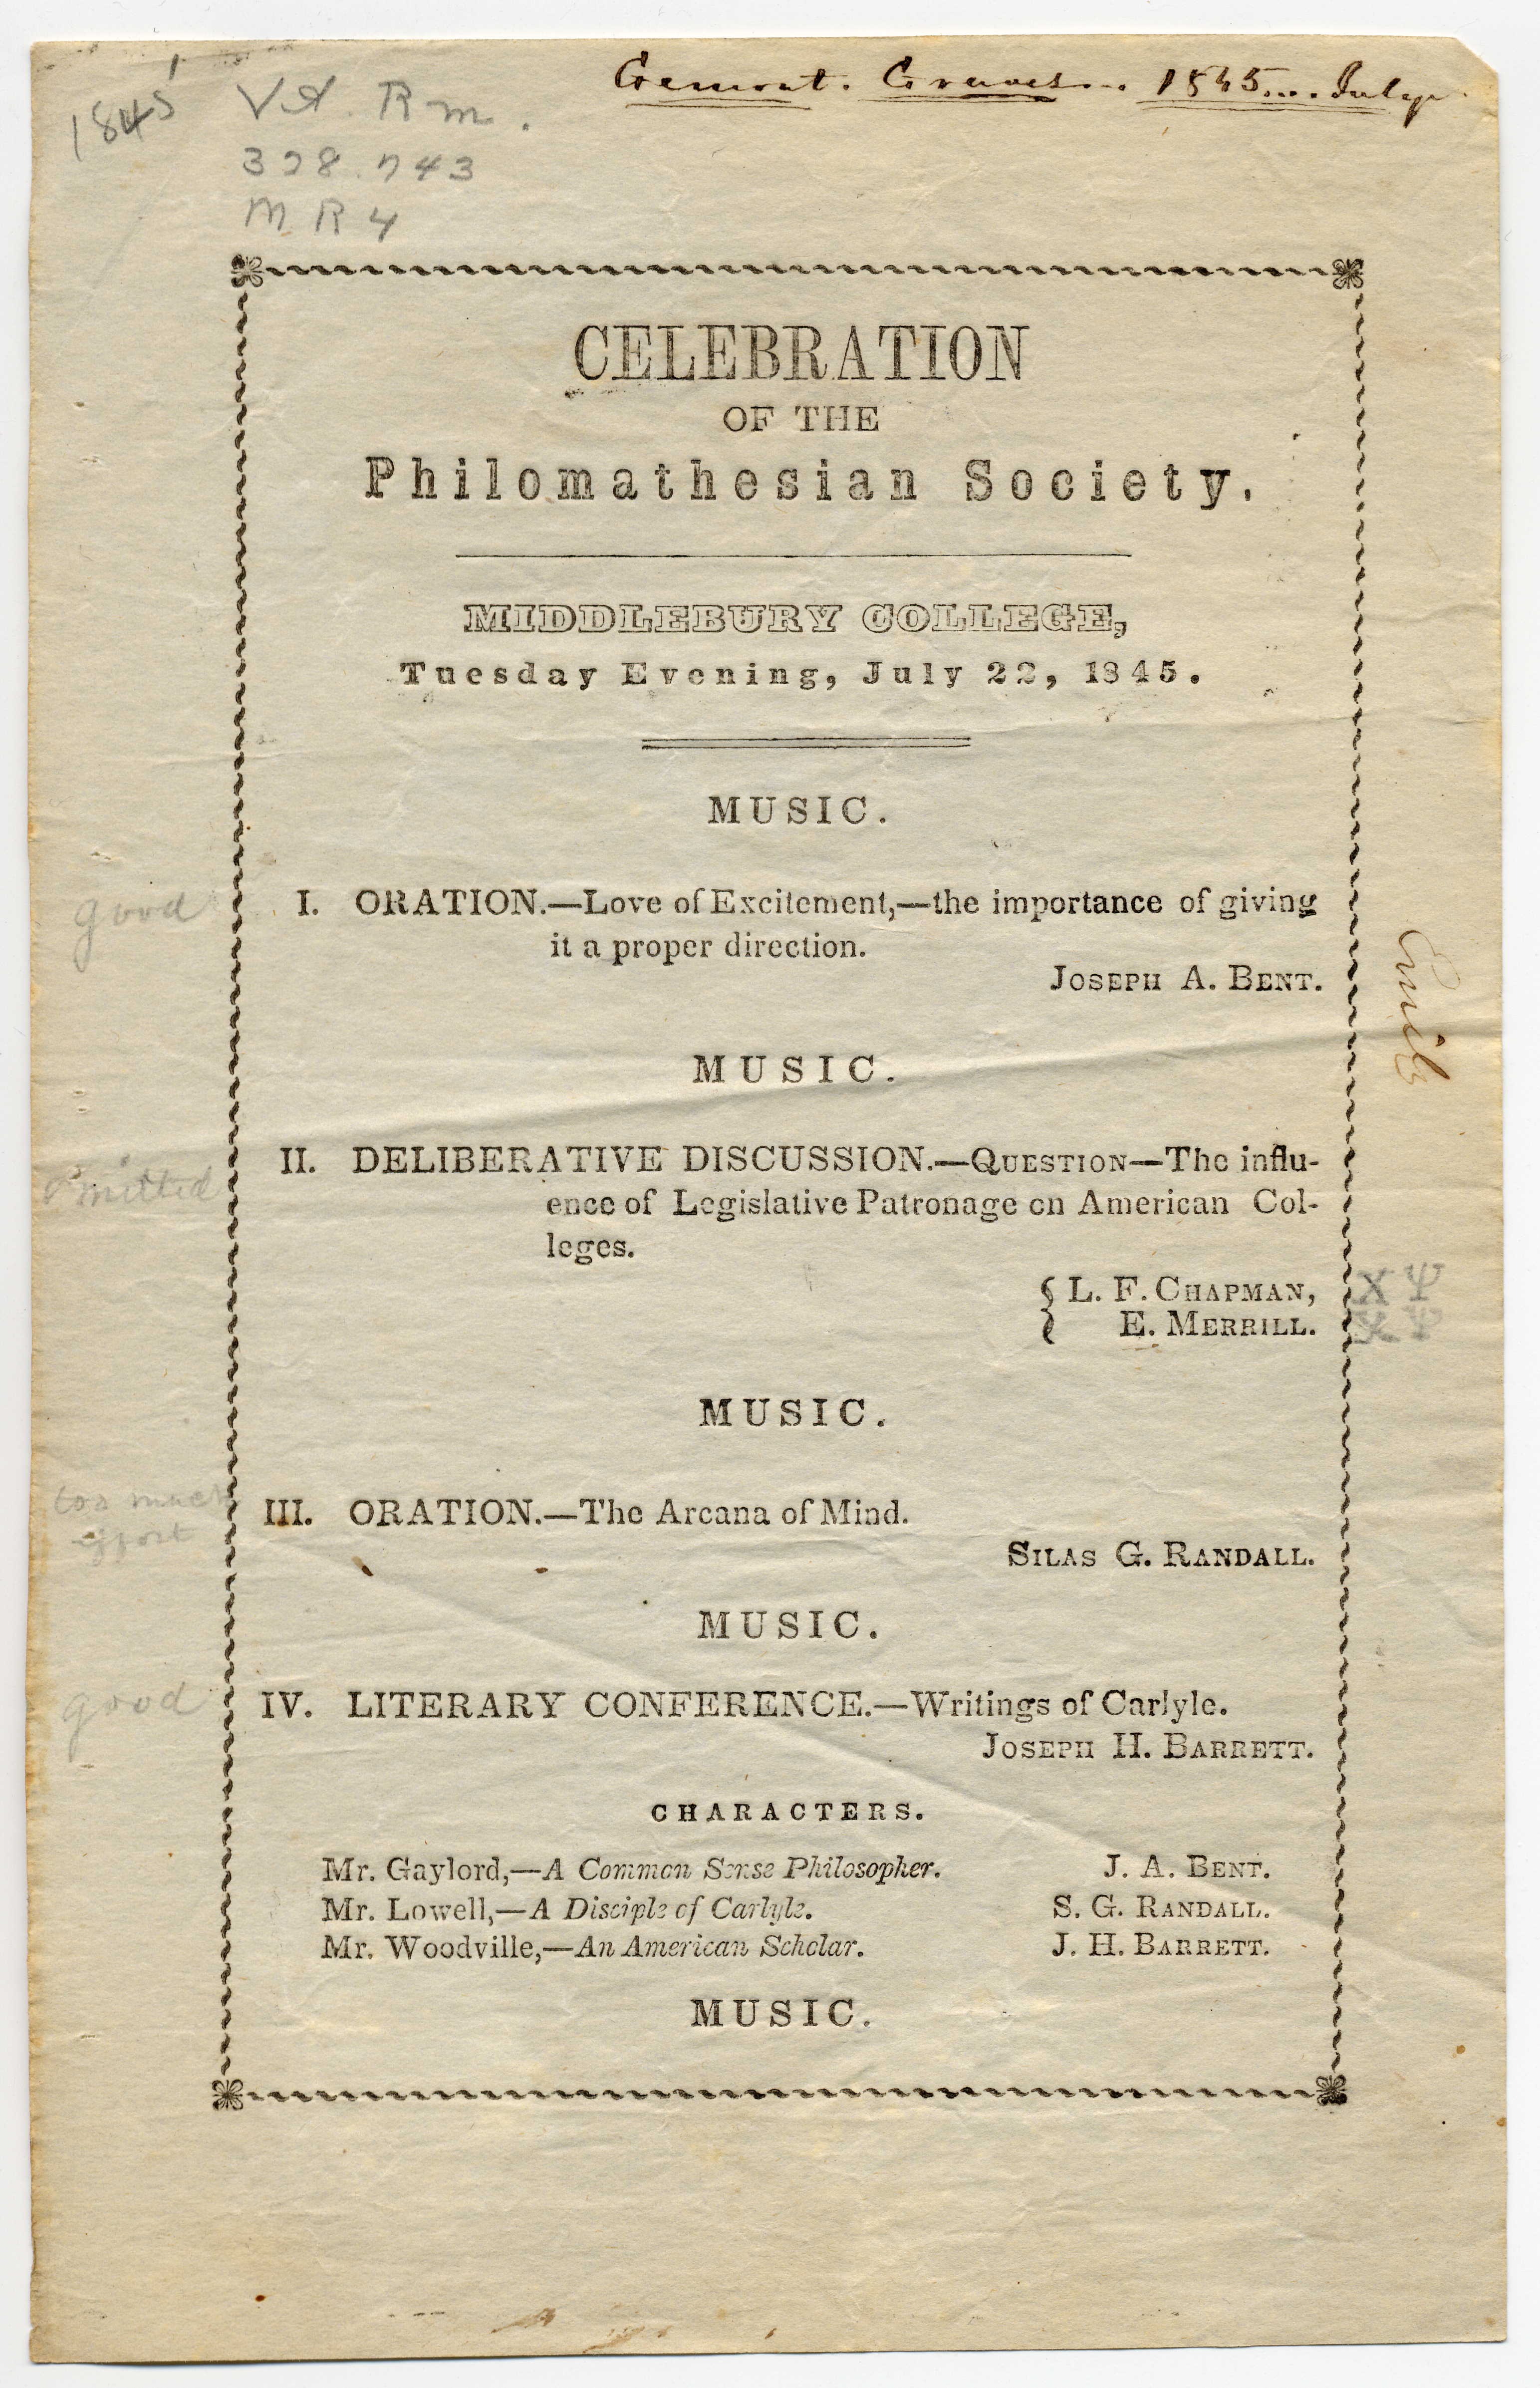 1845
Vt. Rm.
378.743
MR4
Graves... 1845.... July
CELEBRATION
OF THE
Philomathesian Society.
MIDDLEBURY COLLEGE,
Tuesday Evening, July 22, 1845.
MUSIC.
good
I. ORATION.—Love of Excitement,—the importance of giving
it a proper direction.
JOSEPH A. BENT.
MUSIC.
omitted
II. DELIBERATIVE DISCUSSION.—QUESTION—The influ-
ence of Legislative Patronage on American Col-
leges.
L. F. CHAPMAN, ΧΨ
E. MERRILL. ΧΨ
MUSIC.
too much
effort
III. ORATION.—The Arcana of Mind.
SILAS G. RANDALL.
MUSIC.
good
IV. LITERARY CONFERENCE.—Writings of Carlyle.
JOSEPH H. BARRETT.
CHARACTERS.
Mr. Gaylord,—A Common Sense Philosopher. J. A. BENT.
Mr. Lowell,—A Disciple of Carlyle. S. G. RANDALL.
Mr. Woodville,—An American Scholar. J. H. BARRETT.
MUSIC.